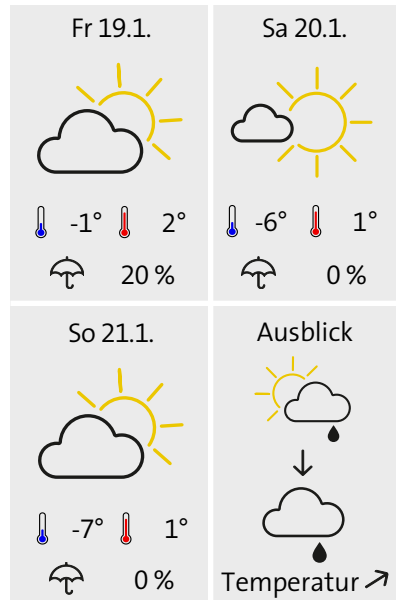 Fr 19.1.
-1° 2°
20 %
Sa 20.1.
-6° 1°
0 %
So 21.1.
-7° 1°
0 %
Ausblick
Temperatur